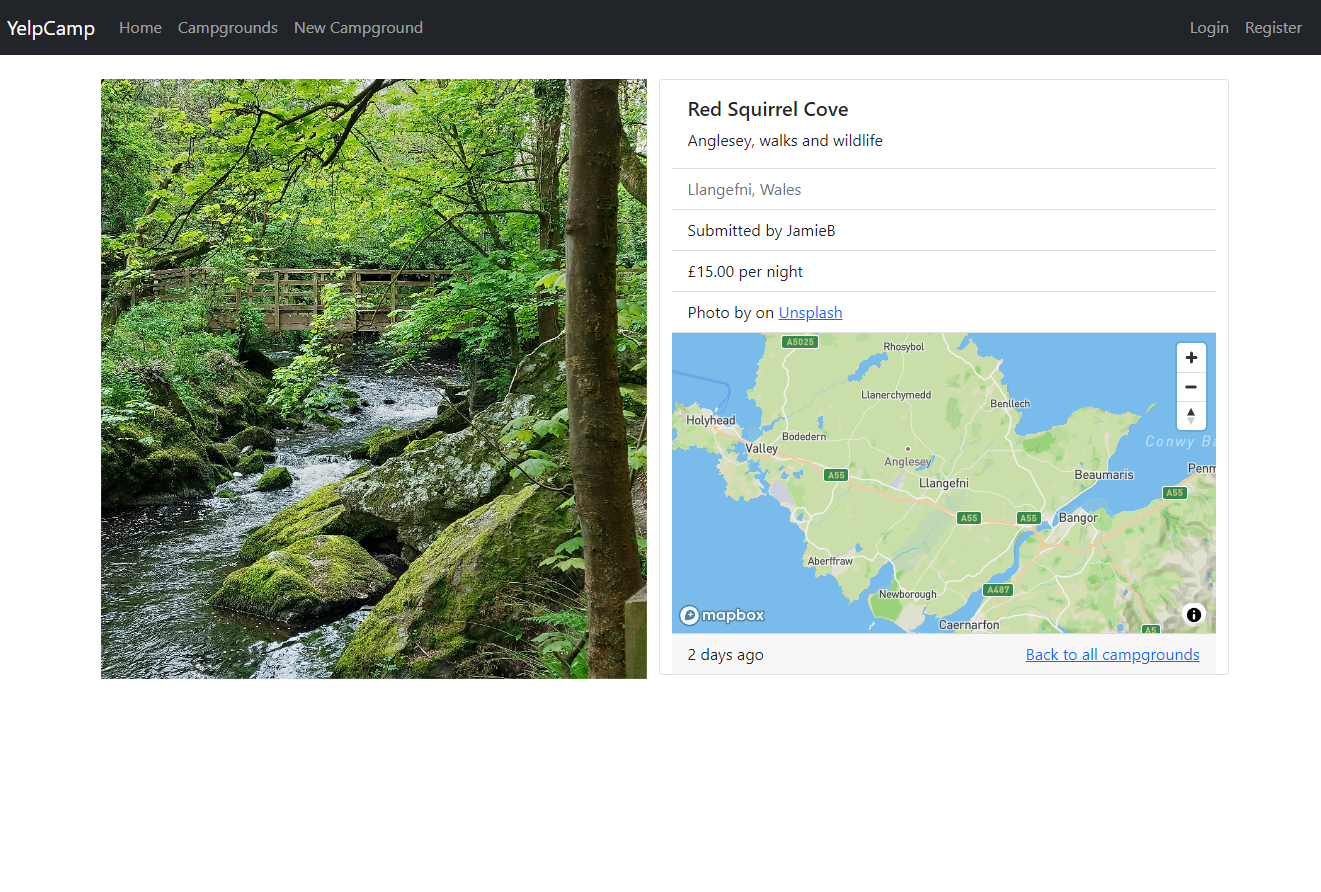 YelpCamp Home Campgrounds New Campground Login Register
Red Squirrel Cove
Anglesey, walks and wildlife
Llangefni, Wales
Submitted by JamieB
£15.00 per night
Photo by on Unsplash
A5025
Rhosybol
Llanerchymedd
Benllech
Holyhead
Bodedern
Valley
Conwy Ba
Anglesey
Penm
Beaumaris
A55
Llangefni
A55
A55
A55
Bangor
Aberffraw
A487
Newborough
Caernarfon
A5
mapbox
2 days ago Back to all campgrounds